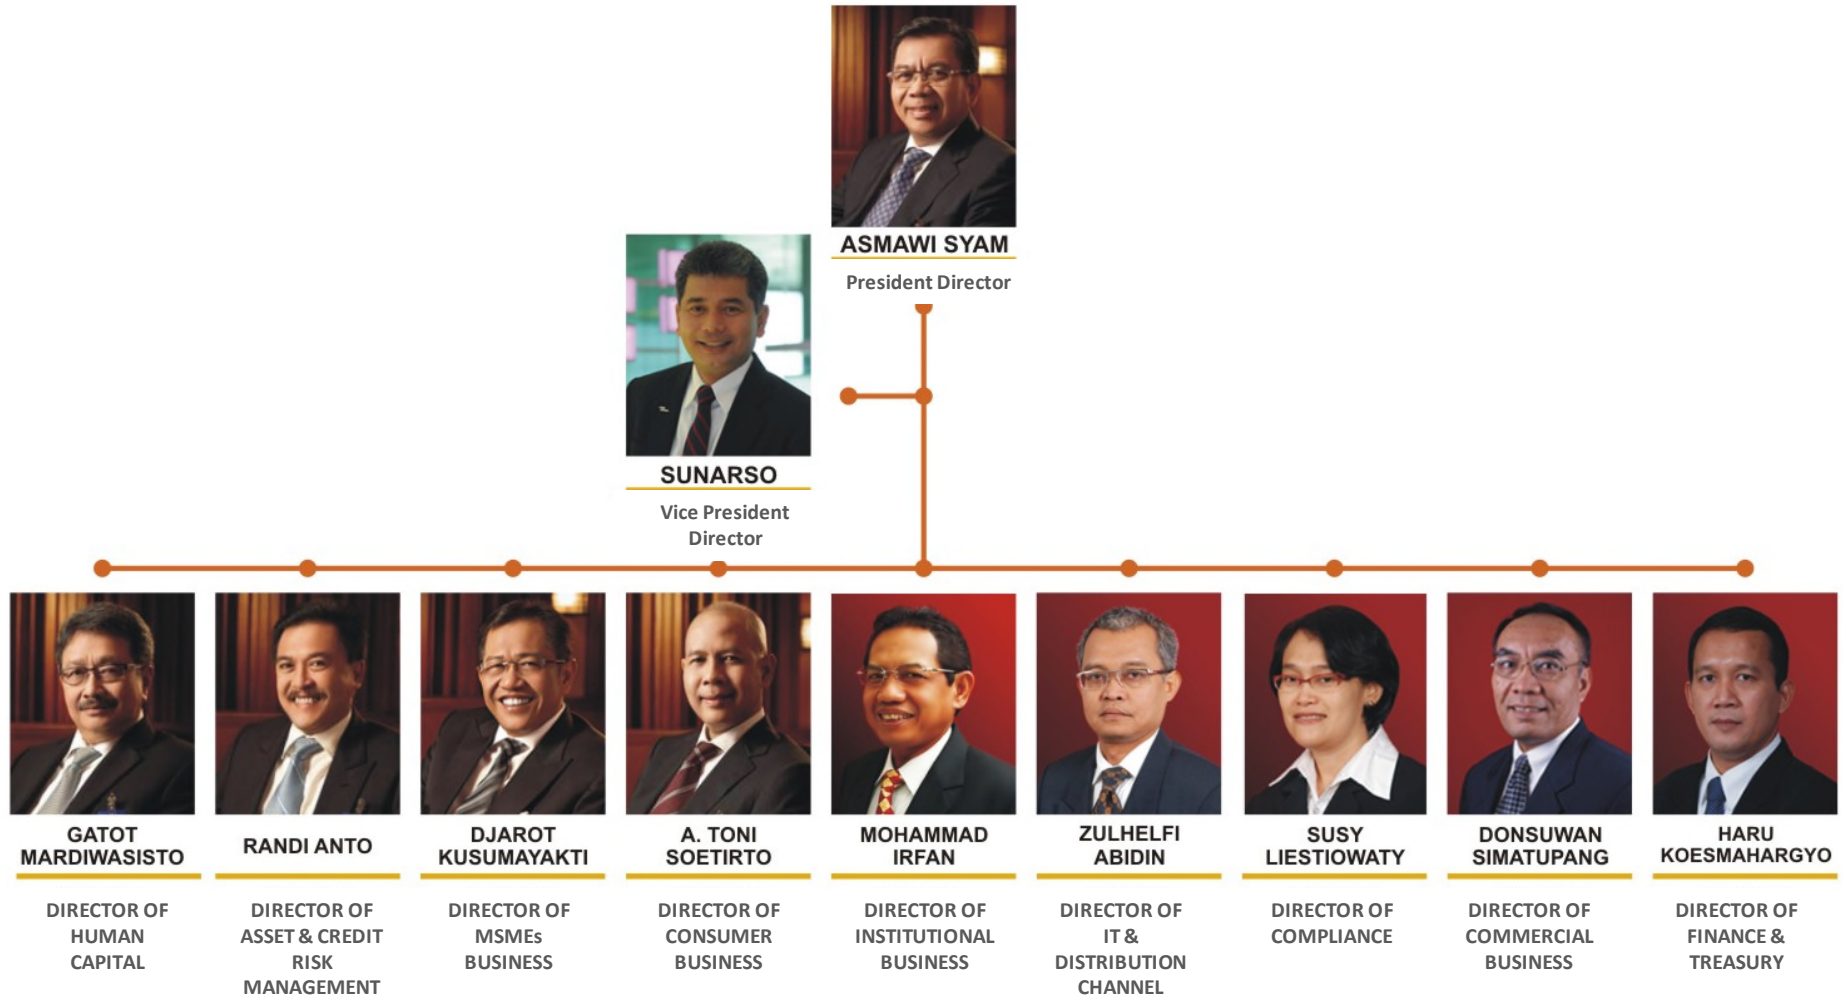 ASMAWI SYAM
President Director
SUNARSO
Vice President
Director
GATOT
MARDIWASISTO
DIRECTOR OF
HUMAN
CAPITAL
RANDI ANTO
DIRECTOR OF
ASSET & CREDIT
RISK
MANAGEMENT
DJAROT
KUSUMAYAKTI
DIRECTOR OF
MSMEs
BUSINESS
A. TONI
SOETIRTO
DIRECTOR OF
CONSUMER
BUSINESS
MOHAMMAD
IRFAN
DIRECTOR OF
INSTITUTIONAL
BUSINESS
ZULHELFI
ABIDIN
DIRECTOR OF
IT &
DISTRIBUTION
CHANNEL
SUSY
LIESTIOWATY
DIRECTOR OF
COMPLIANCE
DONSUWAN
SIMATUPANG
DIRECTOR OF
COMMERCIAL
BUSINESS
HARU
KOESMAHARGYO
DIRECTOR OF
FINANCE &
TREASURY